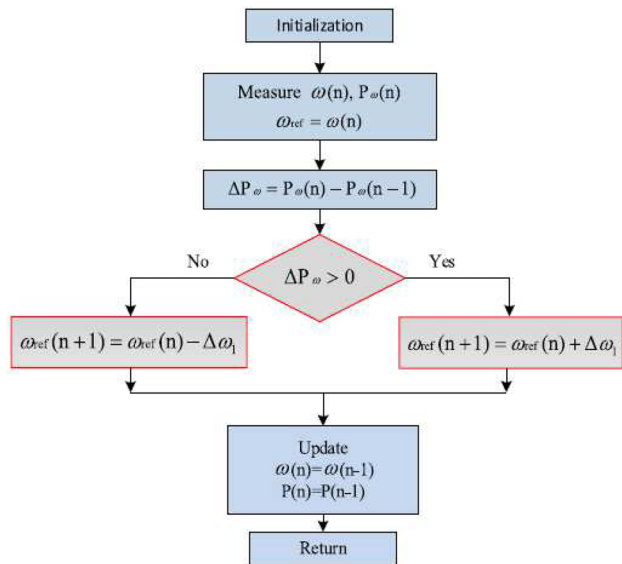 Initialization
Measure ω(n), Pω(n)
ωref = ω(n)
ΔPω = Pω(n) − Pω(n−1)
ΔPω > 0
No
Yes
ωref(n+1) = ωref(n) − Δω1
ωref(n+1) = ωref(n) + Δω1
Update
ω(n)=ω(n-1)
P(n)=P(n-1)
Return